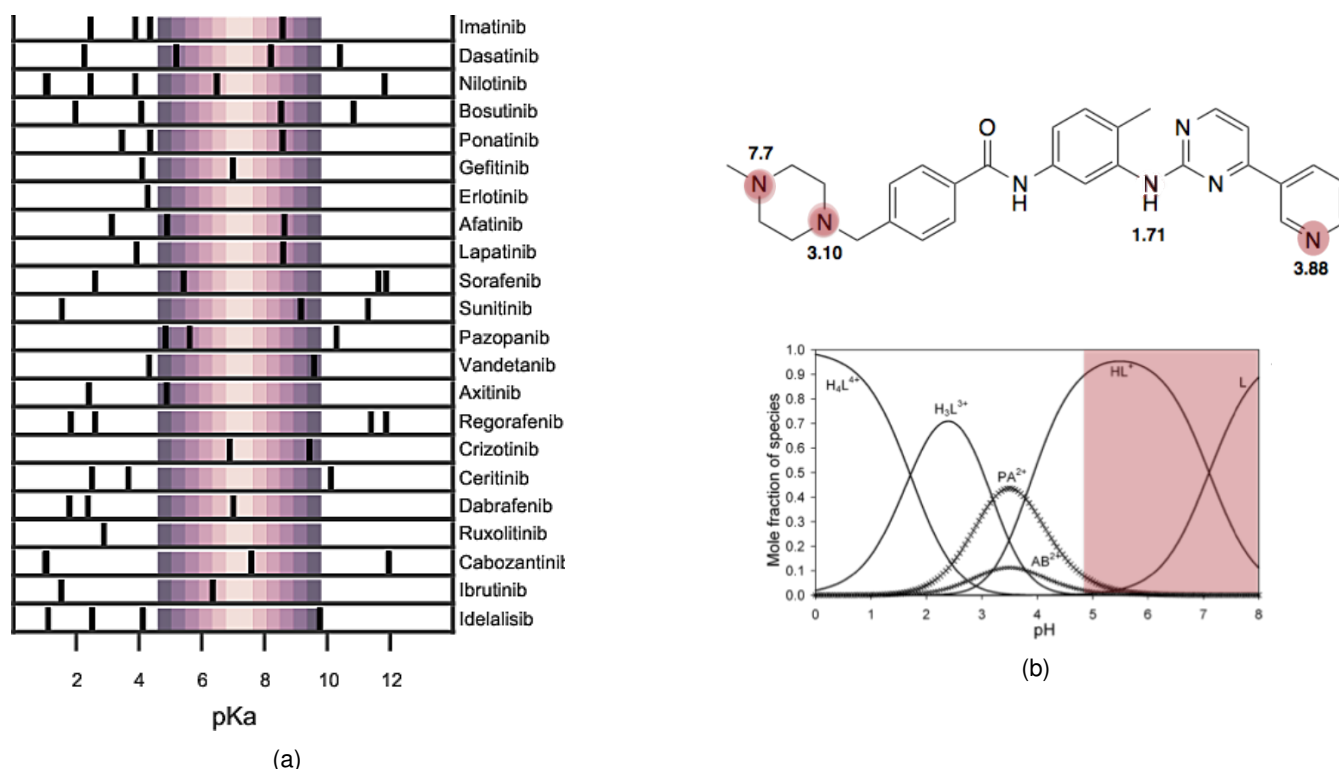 Imatinib
Dasatinib
Nilotinib
Bosutinib
Ponatinib
Gefitinib
Erlotinib
Afatinib
Lapatinib
Sorafenib
Sunitinib
Pazopanib
Vandetanib
Axitinib
Regorafenib
Crizotinib
Ceritinib
Dabrafenib
Ruxolitinib
Cabozantinib
Ibrutinib
Idelalisib
2 4 6 8 10 12
pKa
(a)
O
7.7
N
N
N
N
H
N
H
N
N
3.10
1.71
3.88
Mole fraction of species
1.0
0.9
0.8
0.7
0.6
0.5
0.4
0.3
0.2
0.1
0.0
H₄L⁴⁺
H₃L³⁺
PA²⁺
AB²⁺
HL⁺
L
0 1 2 3 4 5 6 7 8
pH
(b)